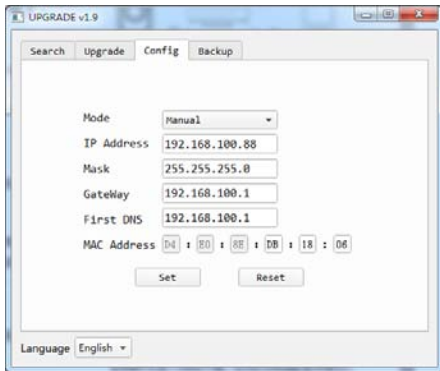 UPGRADE v1.9
Search Upgrade Config Backup
Mode Manual
IP Address 192.168.100.88
Mask 255.255.255.0
GateWay 192.168.100.1
First DNS 192.168.100.1
MAC Address D4 : E0 : 8E : DB : 18 : 06
Set Reset
Language English